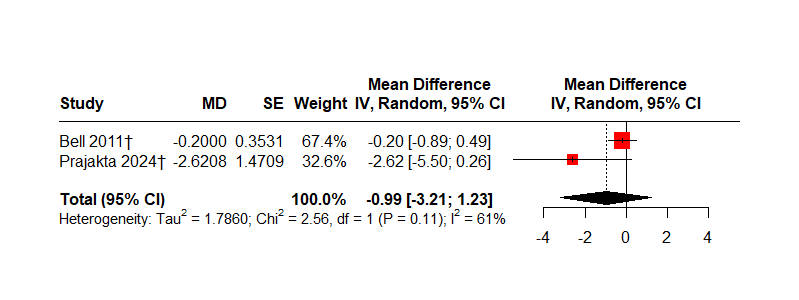 Mean Difference Mean Difference
Study MD SE Weight IV, Random, 95% CI IV, Random, 95% CI
Bell 2011† -0.2000 0.3531 67.4% -0.20 [-0.89; 0.49]
Prajakta 2024† -2.6208 1.4709 32.6% -2.62 [-5.50; 0.26]
Total (95% CI) 100.0% -0.99 [-3.21; 1.23]
Heterogeneity: Tau² = 1.7860; Chi² = 2.56, df = 1 (P = 0.11); I² = 61%
-4 -2 0 2 4